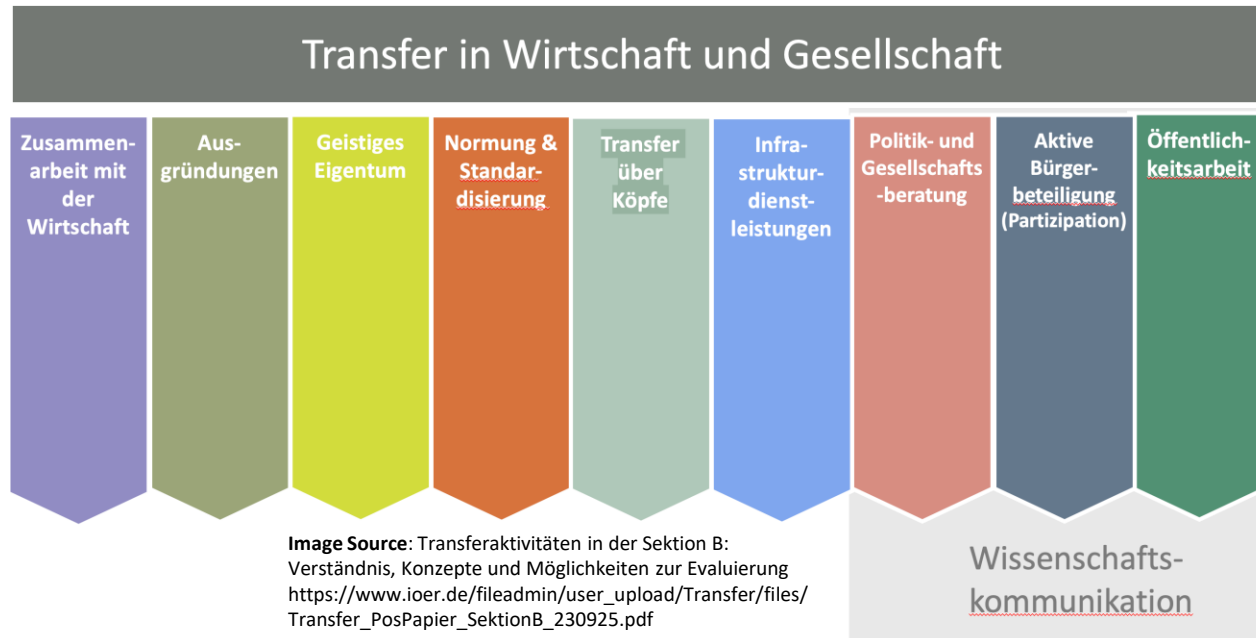 Transfer in Wirtschaft und Gesellschaft
Zusammen-
arbeit mit
der
Wirtschaft
Aus-
gründungen
Geistiges
Eigentum
Normung &
Standar-
disierung
Transfer
über
Köpfe
Infra-
struktur-
dienst-
leistungen
Politik- und
Gesellschafts
-beratung
Aktive
Bürger-
beteiligung
(Partizipation)
Öffentlich-
keitsarbeit
Image Source: Transferaktivitäten in der Sektion B:
Verständnis, Konzepte und Möglichkeiten zur Evaluierung
https://www.ioer.de/fileadmin/user_upload/Transfer/files/
Transfer_PosPapier_SektionB_230925.pdf
Wissenschafts-
kommunikation